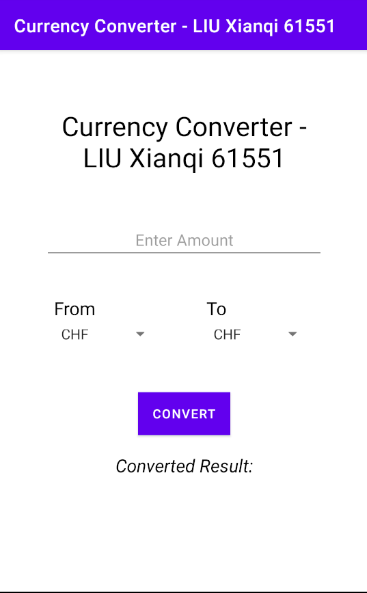 Currency Converter - LIU Xianqi 61551
Currency Converter -
LIU Xianqi 61551
Enter Amount
From To
CHF CHF
CONVERT
Converted Result: